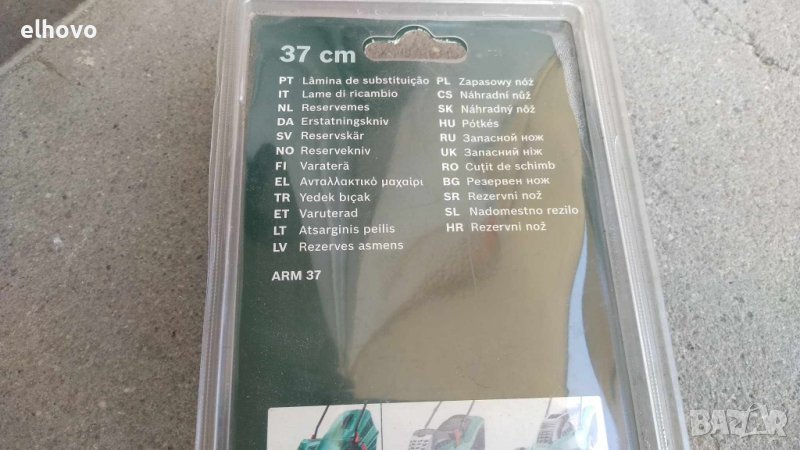 elhovo
37 cm
PT Lâmina de substituição
IT Lame di ricambio
NL Reservemes
DA Erstatningskniv
SV Reservskär
NO Reservekniv
FI Varaterä
EL Ανταλλακτικό μαχαίρι
TR Yedek bıçak
ET Varuterad
LT Atsarginis peilis
LV Rezerves asmens
PL Zapasowy nóż
CS Náhradní nůž
SK Náhradný nôž
HU Pótkés
RU Запасной нож
UK Запасний ніж
RO Cuţit de schimb
BG Резервен нож
SR Rezervni nož
SL Nadomestno rezilo
HR Rezervni nož
ARM 37
BAZAR